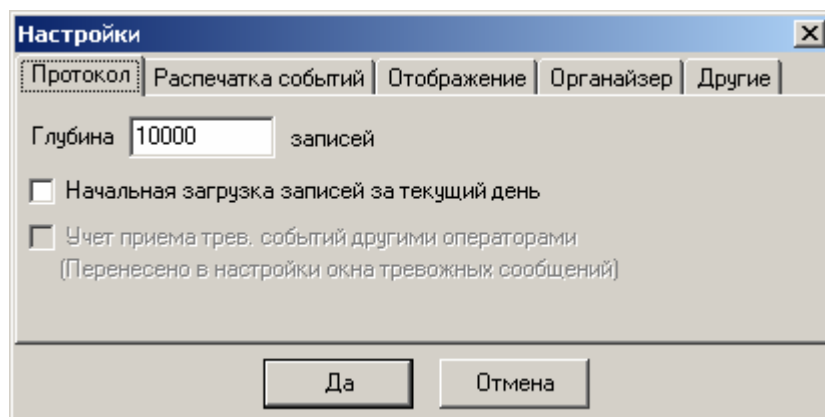 Настройки
Протокол Распечатка событий Отображение Органайзер Другие
Глубина 10000 записей
Начальная загрузка записей за текущий день
Учет приема трев. событий другими операторами
(Перенесено в настройки окна тревожных сообщений)
Да Отмена